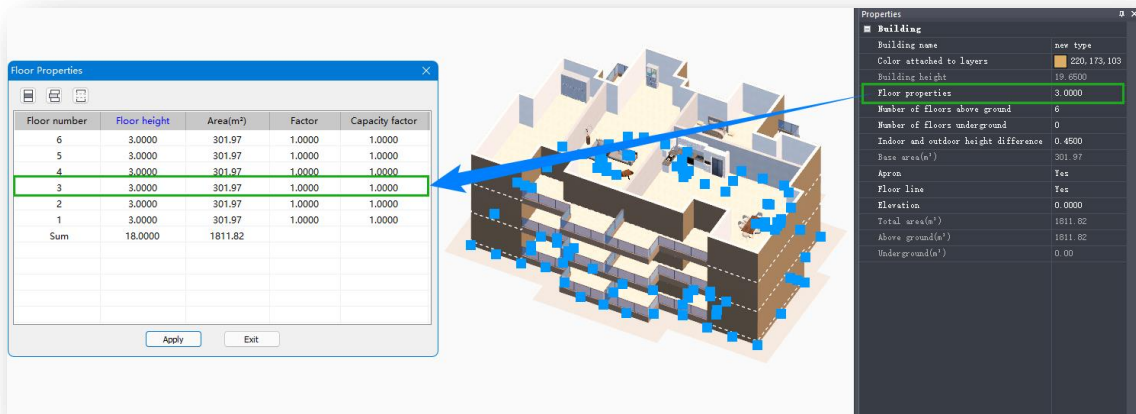 Floor Properties
Floor number Floor height Area(m²) Factor Capacity factor
6 3.0000 301.97 1.0000 1.0000
5 3.0000 301.97 1.0000 1.0000
4 3.0000 301.97 1.0000 1.0000
3 3.0000 301.97 1.0000 1.0000
2 3.0000 301.97 1.0000 1.0000
1 3.0000 301.97 1.0000 1.0000
Sum 18.0000 1811.82
Apply Exit
Properties
Building
Building name new type
Color attached to layers 220,173,103
Building height 19.6500
Floor properties 3.0000
Number of floors above ground 6
Number of floors underground 0
Indoor and outdoor height difference 0.4500
Base area(m²) 301.97
Apron Yes
Floor line Yes
Elevation 0.0000
Total area(m²) 1811.82
Above ground(m²) 1811.82
Underground(m²) 0.00